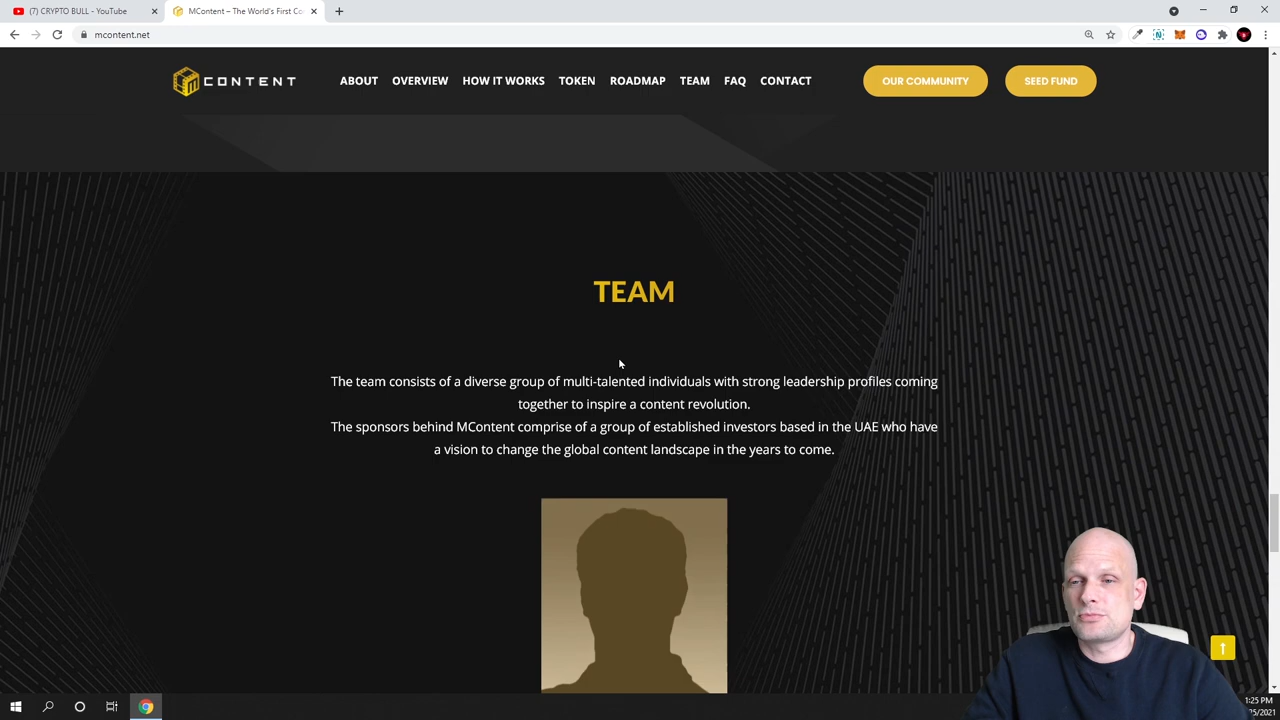 (7) CRYPTO BULL - YouTube
MContent – The World's First Co
mcontent.net
CONTENT
ABOUT
OVERVIEW
HOW IT WORKS
TOKEN
ROADMAP
TEAM
FAQ
CONTACT
OUR COMMUNITY
SEED FUND
TEAM
The team consists of a diverse group of multi-talented individuals with strong leadership profiles coming
together to inspire a content revolution.
The sponsors behind MContent comprise of a group of established investors based in the UAE who have
a vision to change the global content landscape in the years to come.
1:25 PM
25/2021